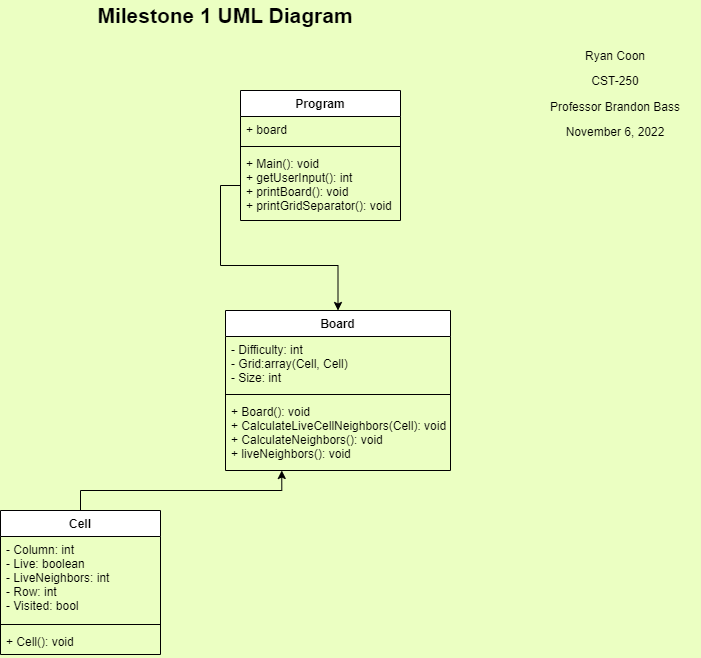 Milestone 1 UML Diagram
Ryan Coon
CST-250
Professor Brandon Bass
November 6, 2022
Program
+ board
+ Main(): void
+ getUserInput(): int
+ printBoard(): void
+ printGridSeparator(): void
Board
- Difficulty: int
- Grid:array(Cell, Cell)
- Size: int
+ Board(): void
+ CalculateLiveCellNeighbors(Cell): void
+ CalculateNeighbors(): void
+ liveNeighbors(): void
Cell
- Column: int
- Live: boolean
- LiveNeighbors: int
- Row: int
- Visited: bool
+ Cell(): void